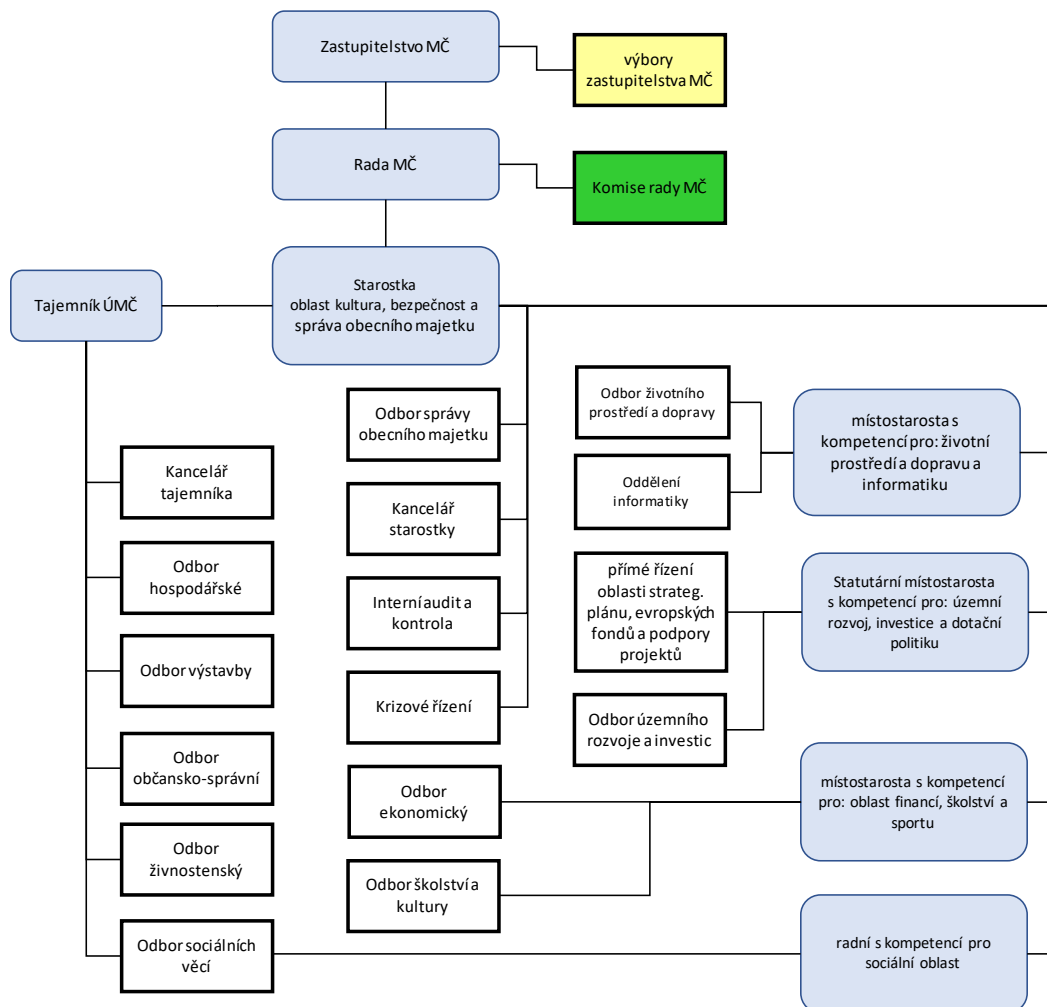 Zastupitelstvo MČ
výbory
zastupitelstva MČ
Rada MČ
Komise rady MČ
Starostka
oblast kultura, bezpečnost a
správa obecního majetku
Tajemník ÚMČ
Kancelář
tajemníka
Odbor
hospodářské
Odbor výstavby
Odbor
občansko-správní
Odbor
živnostenský
Odbor sociálních
věcí
Odbor správy
obecního majetku
Kancelář
starostky
Interní audit a
kontrola
Krizové řízení
Odbor
ekonomický
Odbor školství a
kultury
Odbor životního
prostředí a dopravy
Oddělení
informatiky
přímé řízení
oblasti strateg.
plánu, evropských
fondů a podpory
projektů
Odbor územního
rozvoje a investic
místostarosta s
kompetencí pro: životní
prostředí a dopravu a
informatiku
Statutární místostarosta
s kompetencí pro: územní
rozvoj, investice a dotační
politiku
místostarosta s kompetencí
pro: oblast financí, školství a
sportu
radní s kompetencí pro
sociální oblast